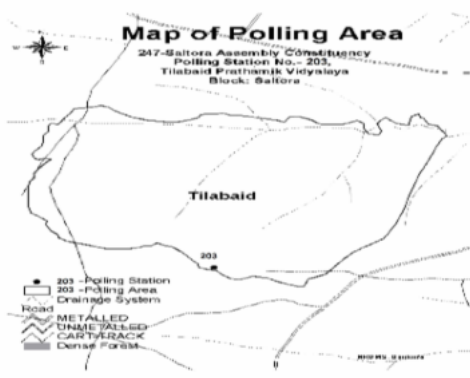 Map of Polling Area
247-Saltora Assembly Constituency
Polling Station No.- 203,
Tilabaid Prathamik Vidyalaya
Block: Saltora
N
W
E
S
Tilabaid
203
203 -Polling Station
203 -Polling Area
Drainage System
Road
METALLED
UNMETALLED
CART-TRACK
Dense Forest